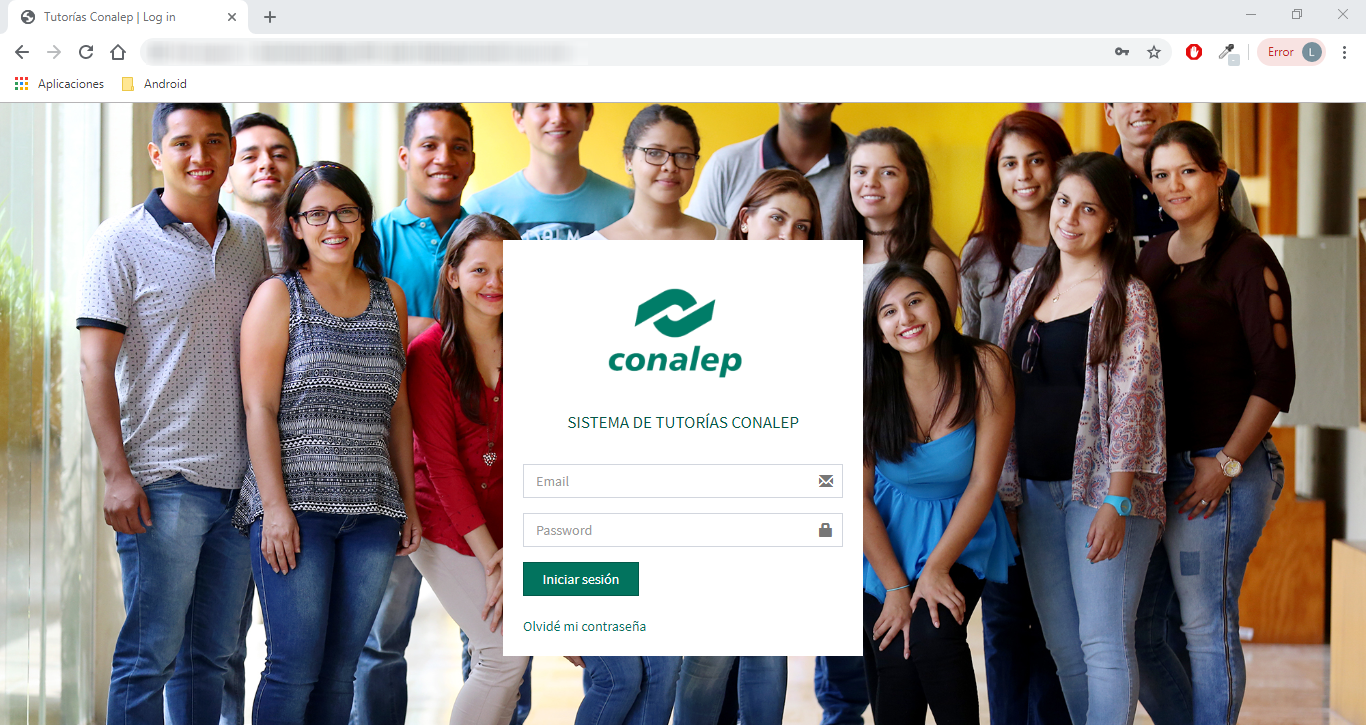 Tutorías Conalep | Log in
Error L
Aplicaciones Android
conalep
SISTEMA DE TUTORÍAS CONALEP
Email
Password
Iniciar sesión
Olvidé mi contraseña